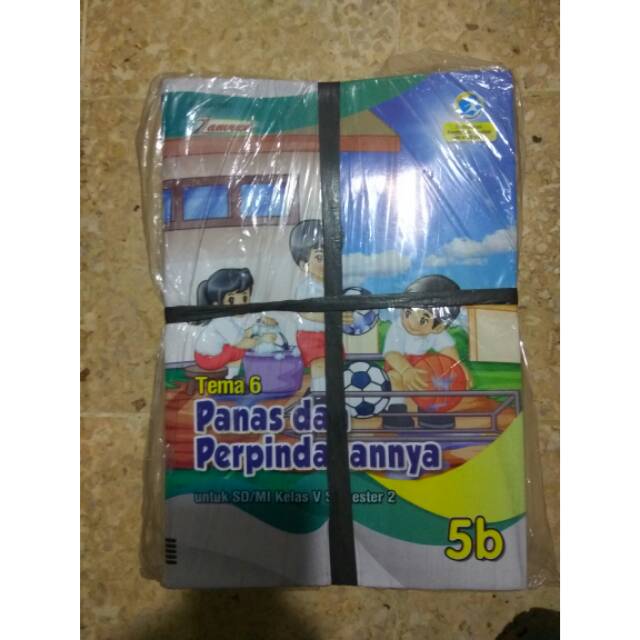 Tema 6
Panas da
Perpinda annya
untuk SD/MI Kelas V S ester 2
5b